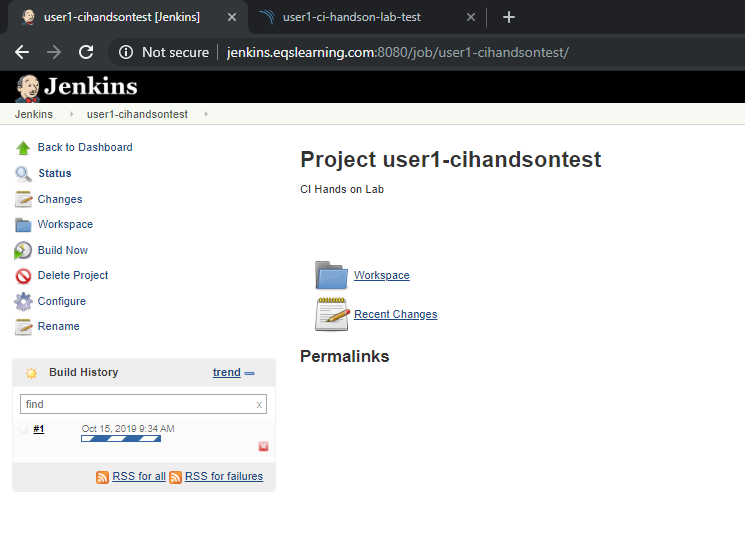 user1-cihandsontest [Jenkins]
user1-ci-handson-lab-test
Not secure
jenkins.eqslearning.com:8080/job/user1-cihandsontest/
Jenkins
Jenkins
user1-cihandsontest
Back to Dashboard
Status
Changes
Workspace
Build Now
Delete Project
Configure
Rename
Build History
trend
find
x
#1
Oct 15, 2019 9:34 AM
RSS for all
RSS for failures
Project user1-cihandsontest
CI Hands on Lab
Workspace
Recent Changes
Permalinks